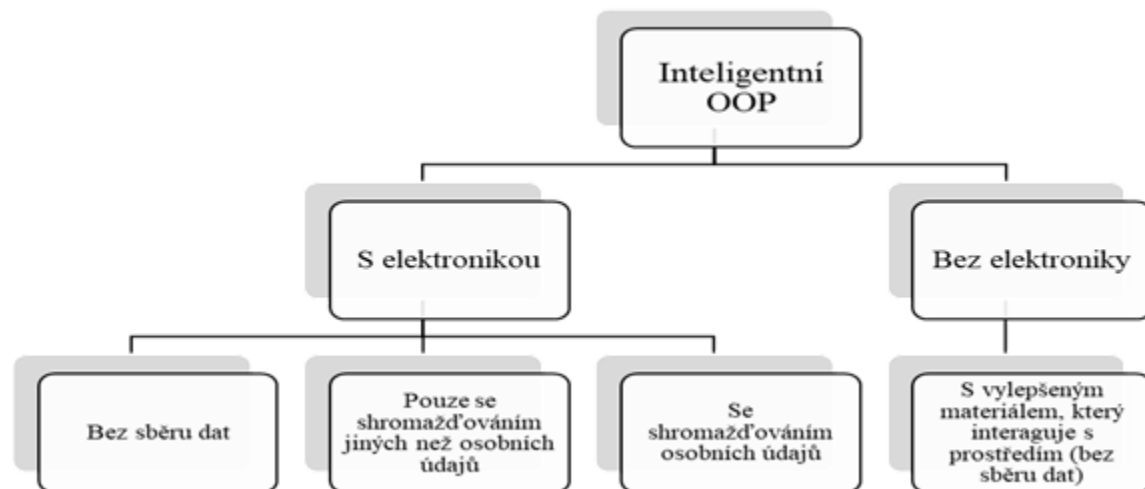 Inteligentní
OOP
S elektronikou
Bez elektroniky
Bez sběru dat
Pouze se
shromažďováním
jiných než osobních
údajů
Se
shromažďováním
osobních údajů
S vylepšeným
materiálem, který
interaguje s
prostředím (bez
sběru dat)